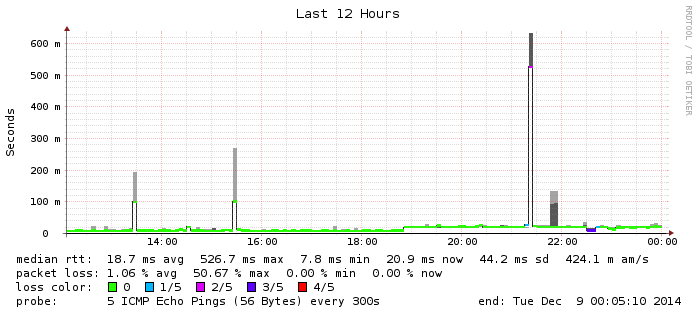 Last 12 Hours
RRDTOOL / TOBI OETIKER
Seconds
600 m
500 m
400 m
300 m
200 m
100 m
0
14:00 16:00 18:00 20:00 22:00 00:00
median rtt: 18.7 ms avg 526.7 ms max 7.8 ms min 20.9 ms now 44.2 ms sd 424.1 m am/s
packet loss: 1.06 % avg 50.67 % max 0.00 % min 0.00 % now
loss color: 0 1/5 2/5 3/5 4/5
probe: 5 ICMP Echo Pings (56 Bytes) every 300s end: Tue Dec 9 00:05:10 2014